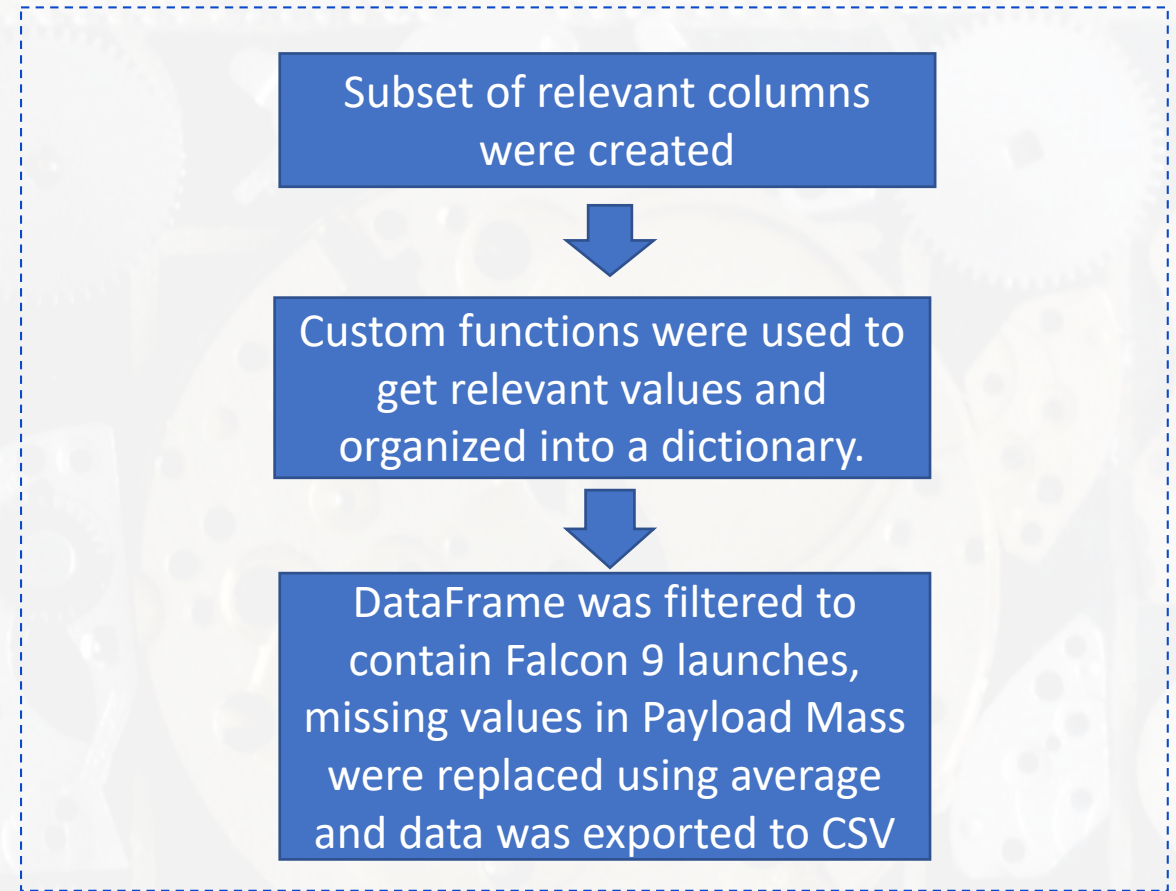 Subset of relevant columns
were created
Custom functions were used to
get relevant values and
organized into a dictionary.
DataFrame was filtered to
contain Falcon 9 launches,
missing values in Payload Mass
were replaced using average
and data was exported to CSV